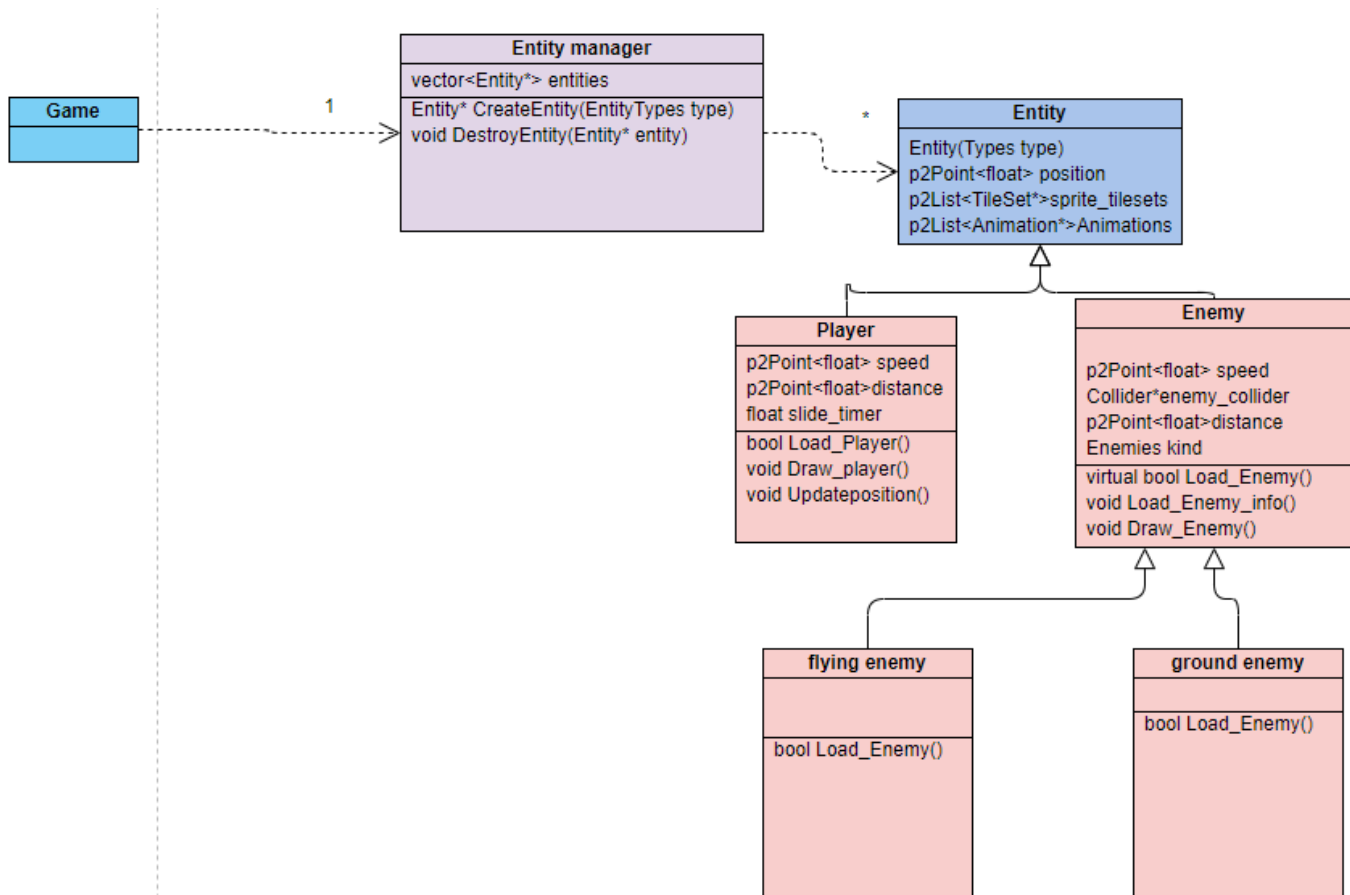 Game
1
Entity manager
vector<Entity*> entities
Entity* CreateEntity(EntityTypes type)
void DestroyEntity(Entity* entity)
*
Entity
Entity(Types type)
p2Point<float> position
p2List<TileSet*>sprite_tilesets
p2List<Animation*>Animations
Player
p2Point<float> speed
p2Point<float>distance
float slide_timer
bool Load_Player()
void Draw_player()
void Updateposition()
Enemy
p2Point<float> speed
Collider*enemy_collider
p2Point<float>distance
Enemies kind
virtual bool Load_Enemy()
void Load_Enemy_info()
void Draw_Enemy()
flying enemy
bool Load_Enemy()
ground enemy
bool Load_Enemy()